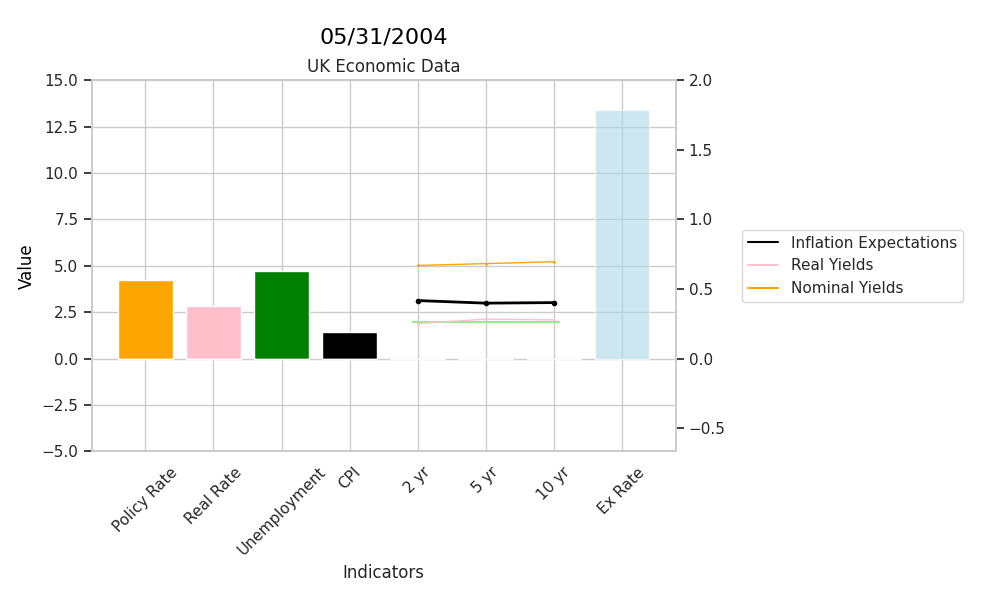 05/31/2004
UK Economic Data
15.0
12.5
10.0
7.5
5.0
2.5
0.0
−2.5
−5.0
Value
2.0
1.5
1.0
0.5
0.0
−0.5
Inflation Expectations
Real Yields
Nominal Yields
Policy Rate
Real Rate
Unemployment
CPI
2 yr
5 yr
10 yr
Ex Rate
Indicators